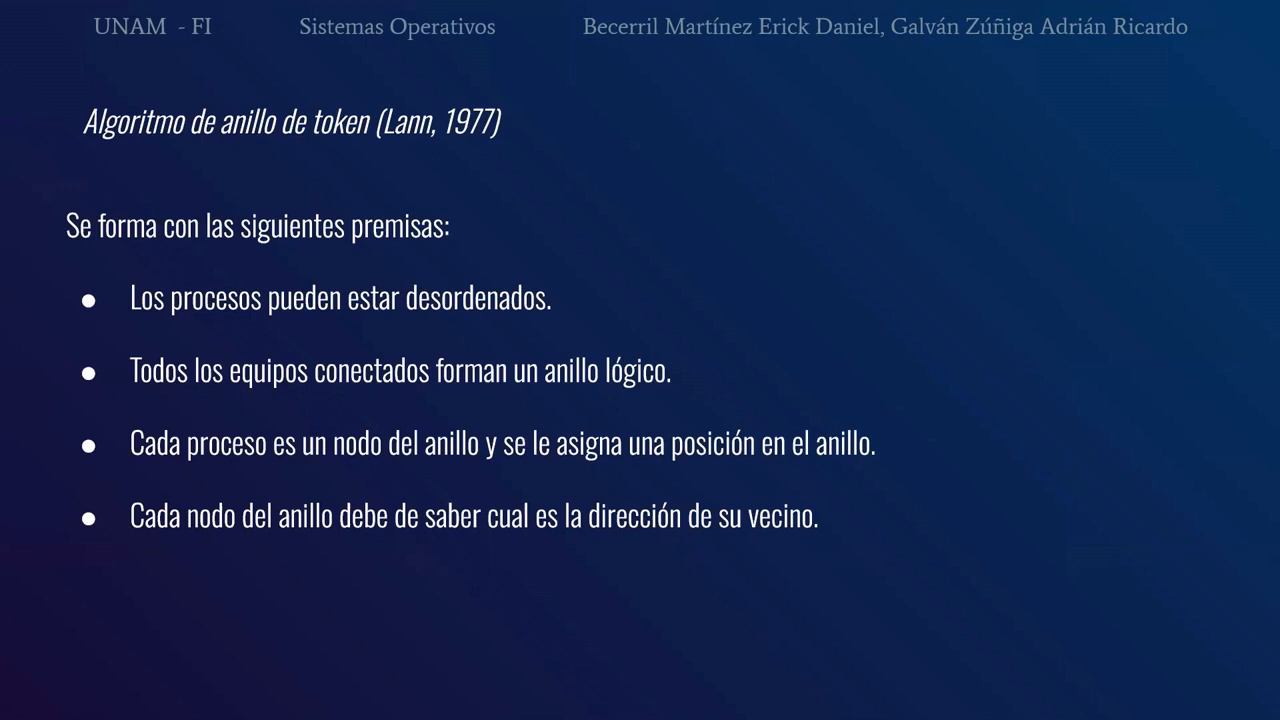 UNAM - FI Sistemas Operativos Becerril Martínez Erick Daniel, Galván Zúñiga Adrián Ricardo
Algoritmo de anillo de token (Lann, 1977)
Se forma con las siguientes premisas:
● Los procesos pueden estar desordenados.
● Todos los equipos conectados forman un anillo lógico.
● Cada proceso es un nodo del anillo y se le asigna una posición en el anillo.
● Cada nodo del anillo debe de saber cual es la dirección de su vecino.